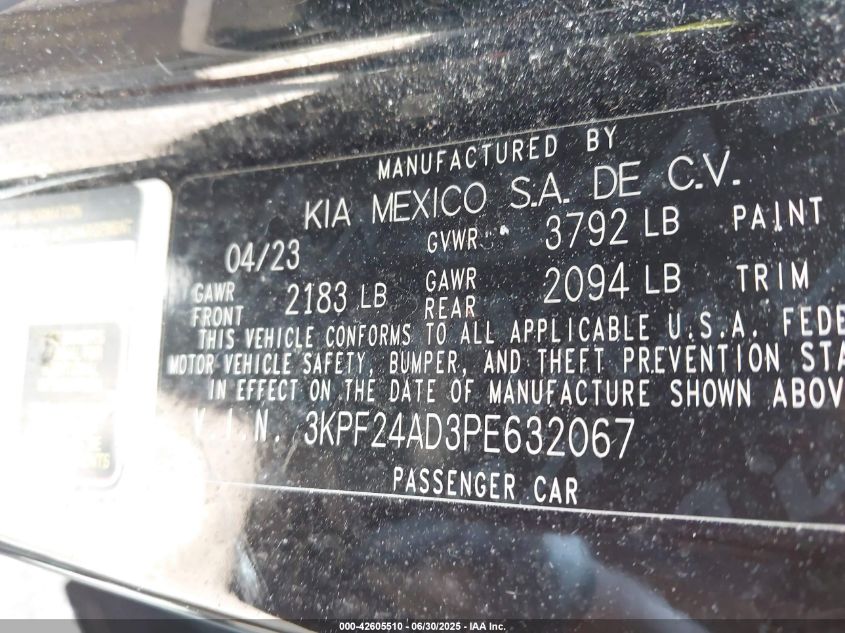 MANUFACTURED BY
KIA MEXICO S.A. DE C.V.
04/23 GVWR: 3792 LB PAINT
GAWR FRONT 2183 LB GAWR REAR 2094 LB TRIM
THIS VEHICLE CONFORMS TO ALL APPLICABLE U.S.A. FEDE
MOTOR VEHICLE SAFETY, BUMPER, AND THEFT PREVENTION STA
IN EFFECT ON THE DATE OF MANUFACTURE SHOWN ABOV
V.I.N. 3KPF24AD3PE632067
PASSENGER CAR
000-42605510 - 06/30/2025 - IAA Inc.